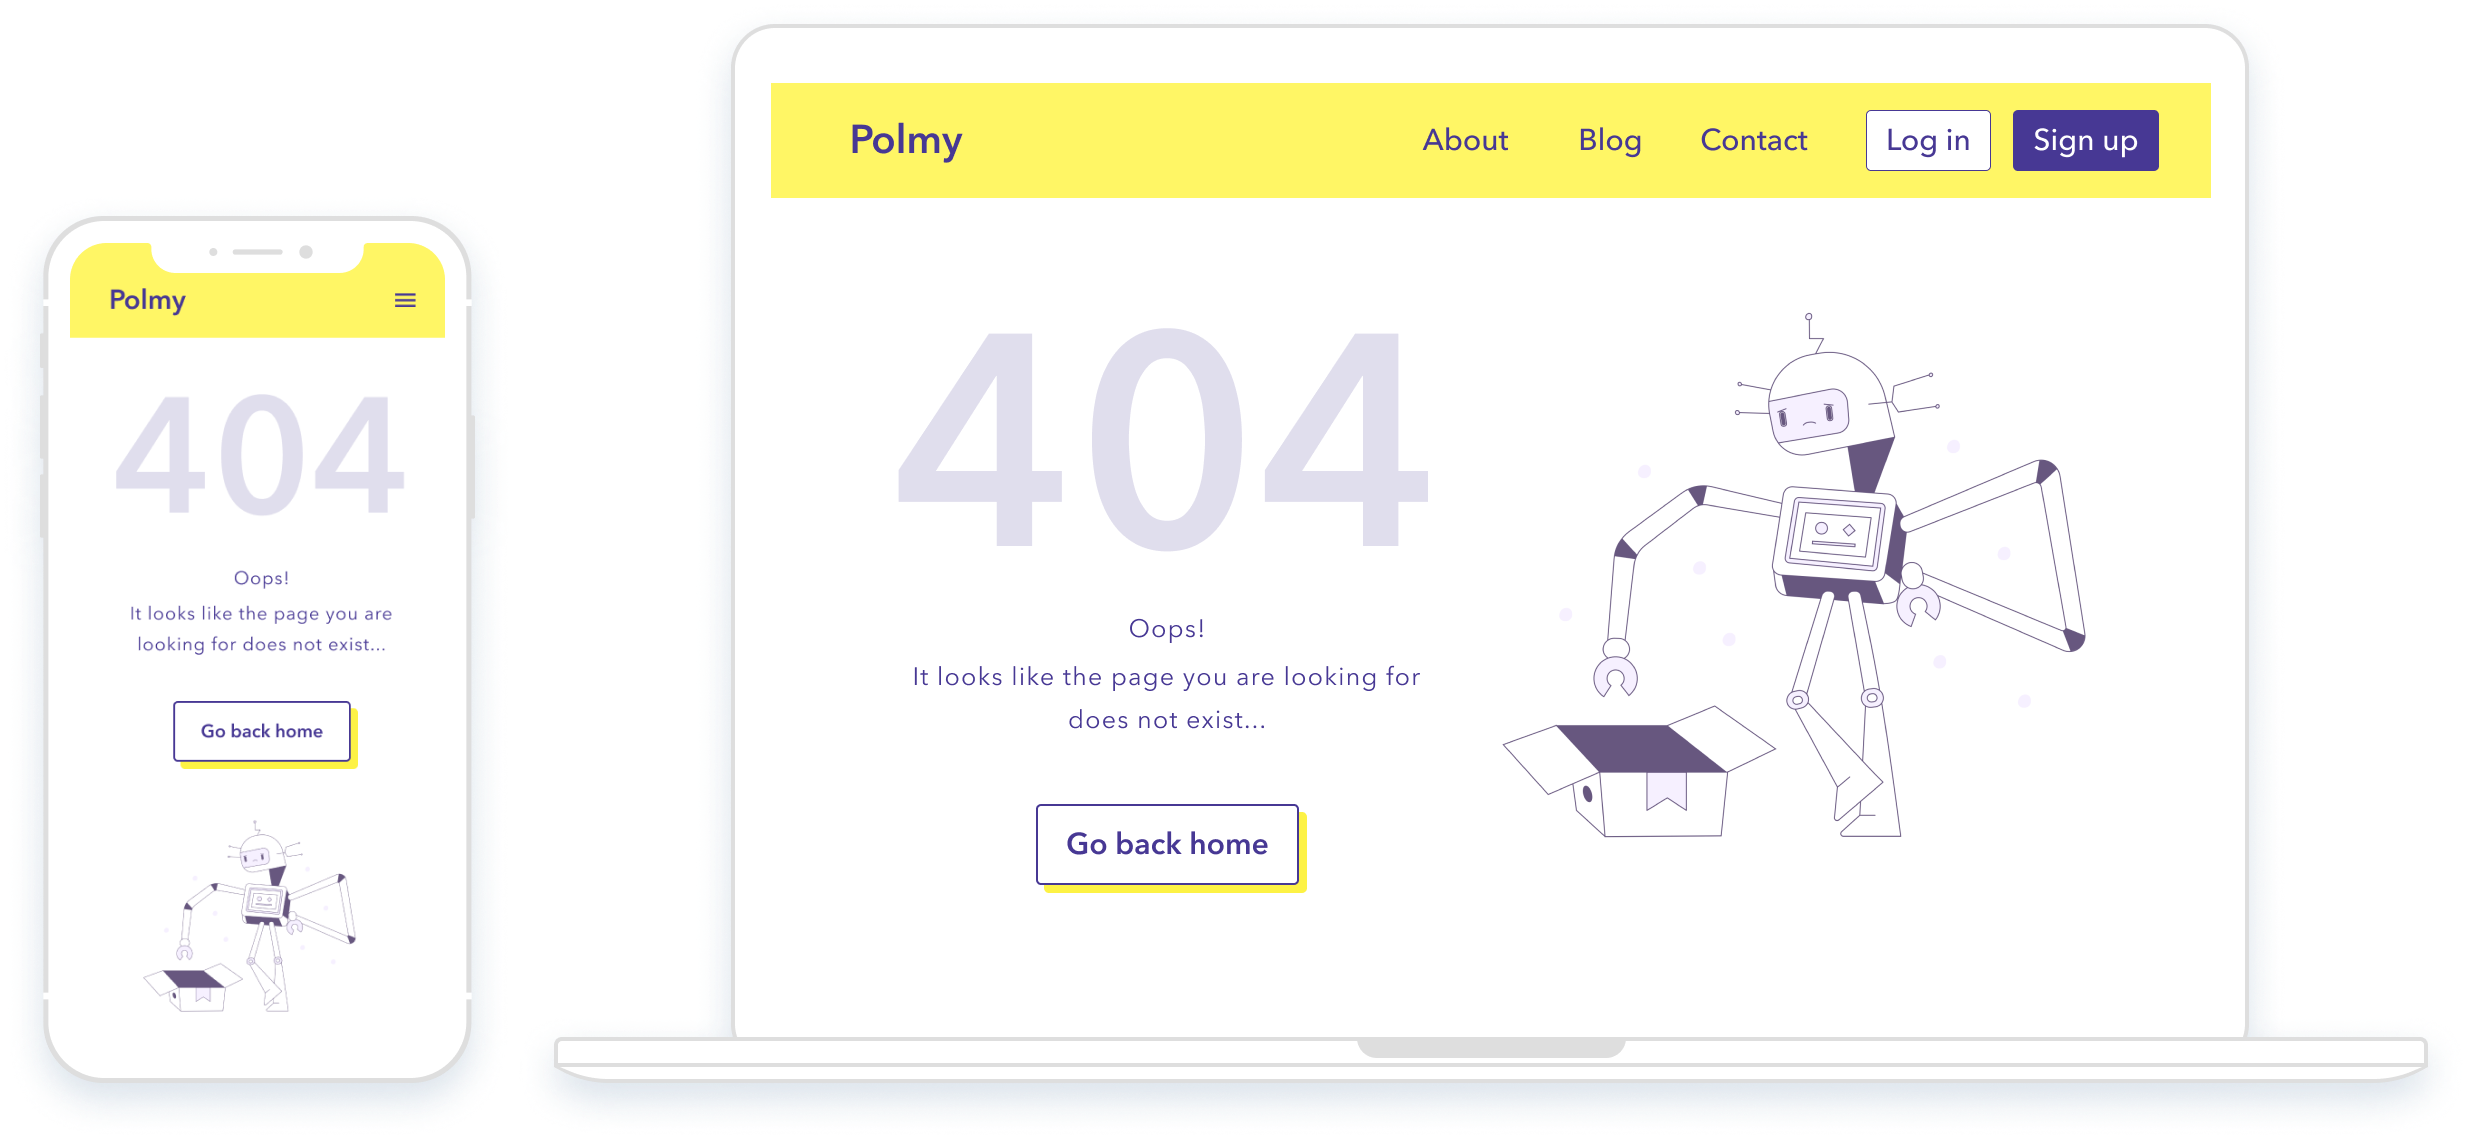 Polmy
404
Oops!
It looks like the page you are
looking for does not exist...
Go back home
Polmy About Blog Contact Log in Sign up
404
Oops!
It looks like the page you are looking for
does not exist...
Go back home